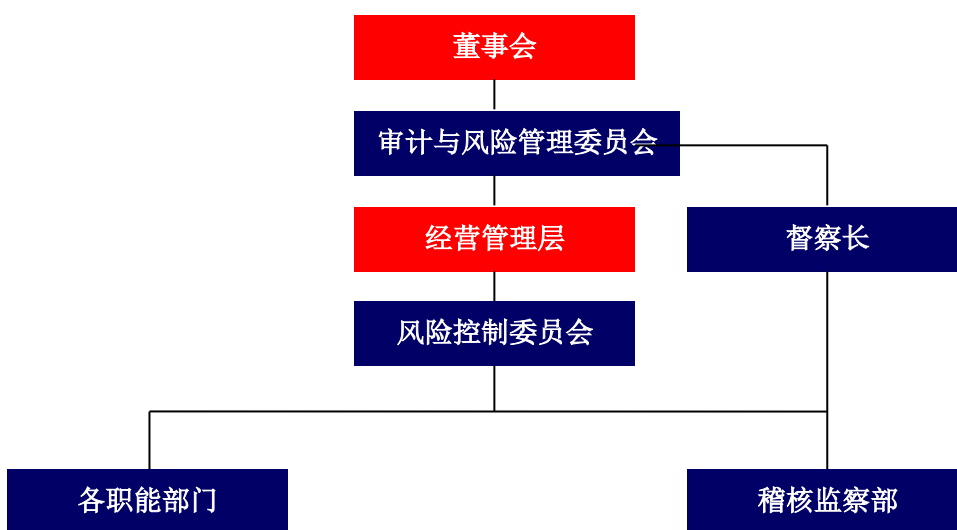 董事会
审计与风险管理委员会
经营管理层
督察长
风险控制委员会
各职能部门
稽核监察部